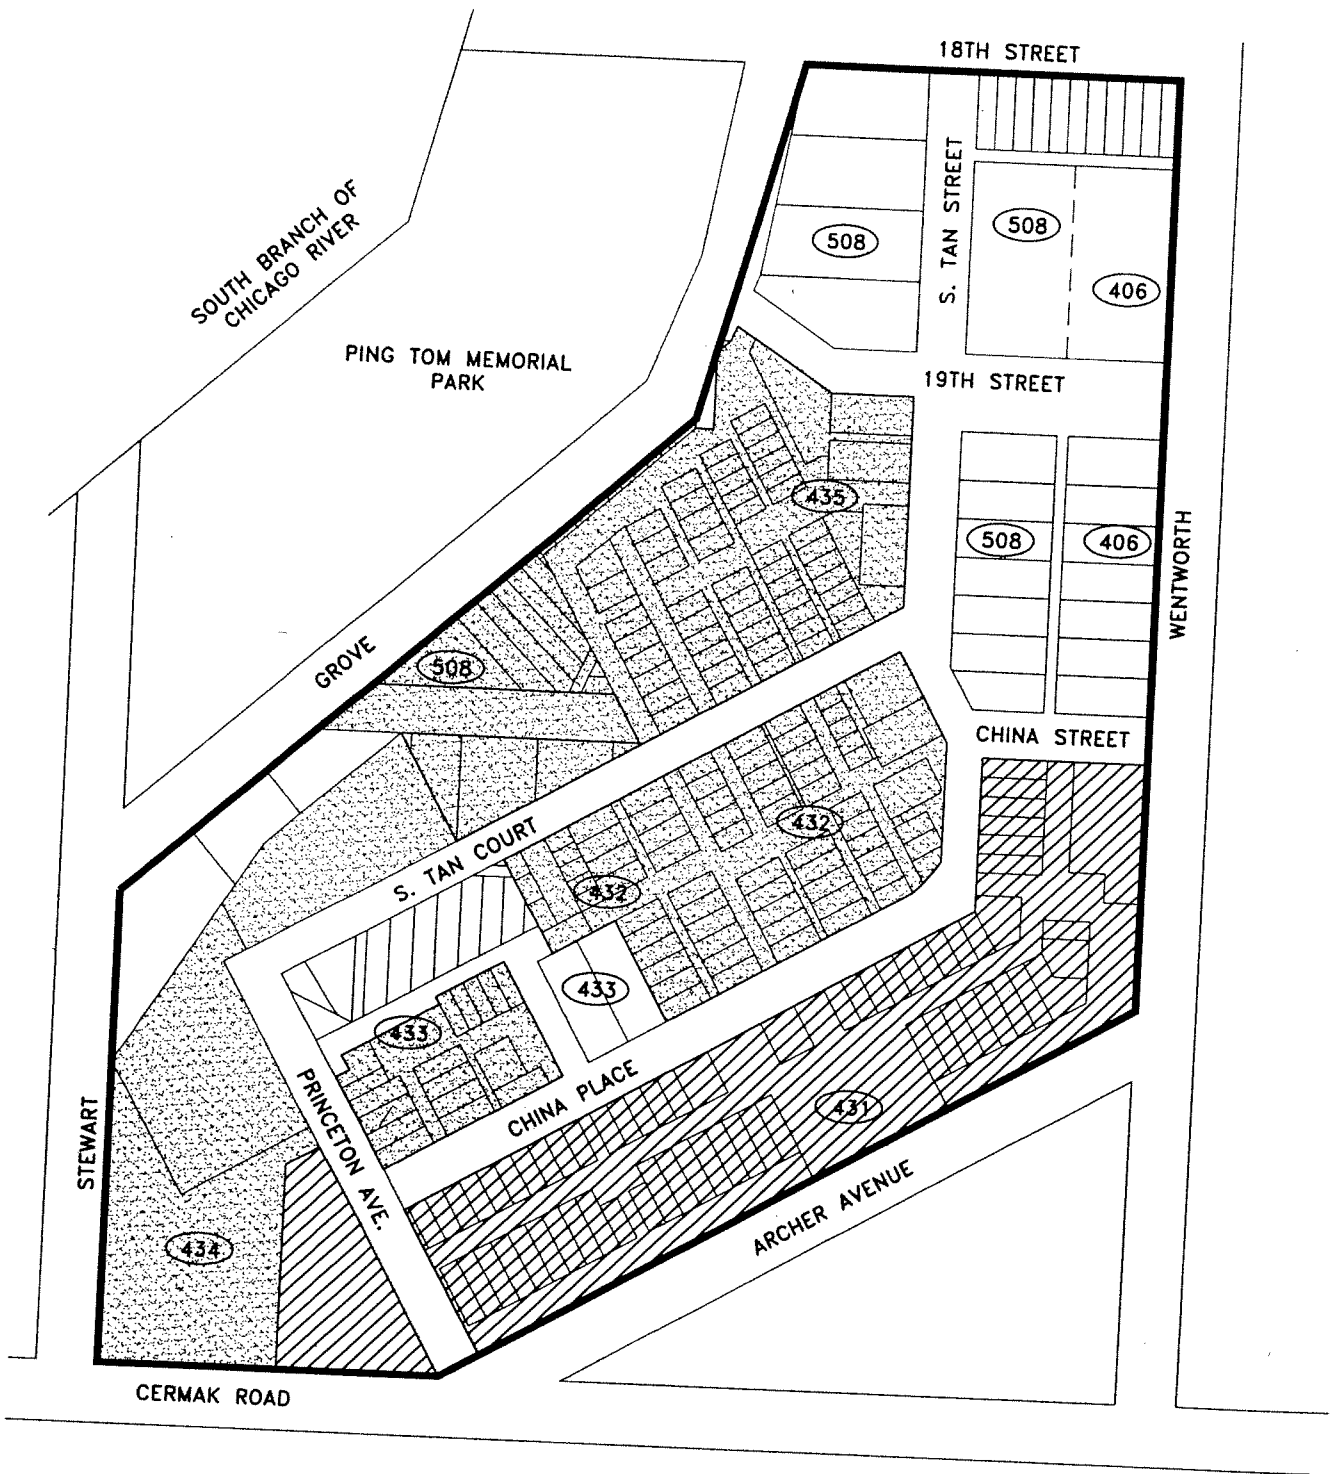 18TH STREET
S. TAN STREET
508
508
406
SOUTH BRANCH OF
CHICAGO RIVER
PING TOM MEMORIAL
PARK
19TH STREET
435
508
406
WENTWORTH
GROVE
508
CHINA STREET
432
S. TAN COURT
432
433
433
PRINCETON AVE.
CHINA PLACE
431
STEWART
ARCHER AVENUE
434
CERMAK ROAD